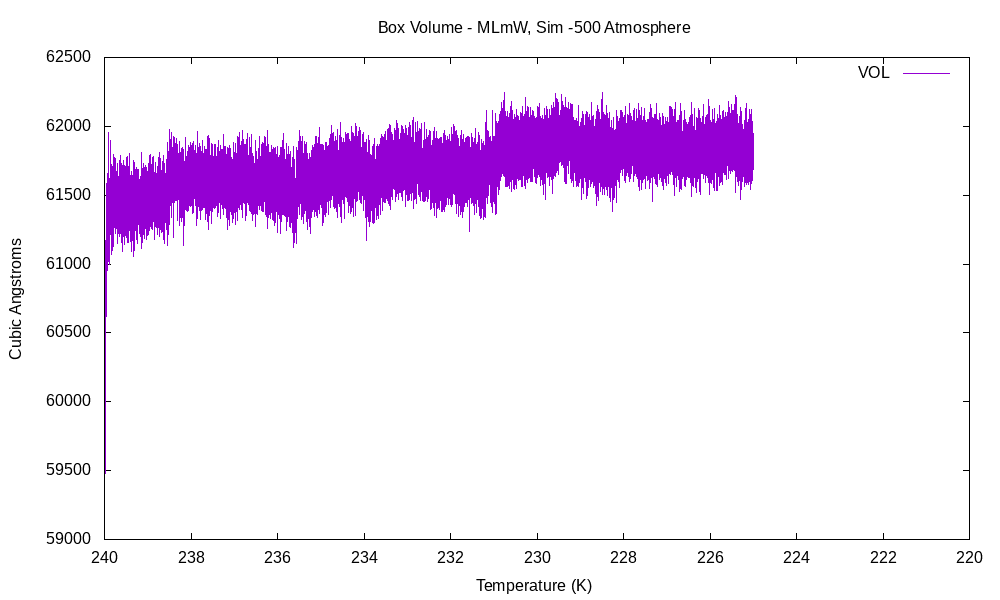 Box Volume - MLmW, Sim -500 Atmosphere
VOL
62500
62000
61500
61000
60500
60000
59500
59000
Cubic Angstroms
240 238 236 234 232 230 228 226 224 222 220
Temperature (K)